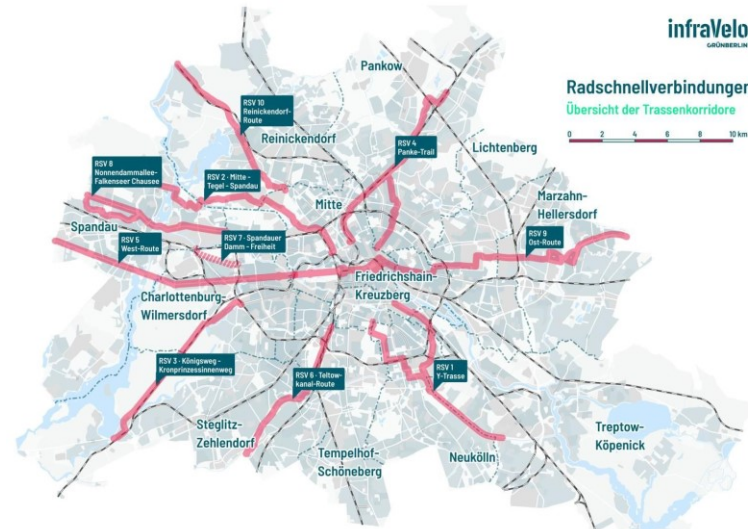 infraVelo
GRÜNBERLIN
Radschnellverbindungen
Übersicht der Trassenkorridore
0 2 4 6 8 10 km
Pankow
RSV 10
Reinickendorf-
Route
Reinickendorf
RSV 4
Panke-Trail
Lichtenberg
RSV 8
Nonnendammallee-
Falkenseer Chausee
RSV 2 · Mitte -
Tegel - Spandau
Mitte
Marzahn-
Hellersdorf
Spandau
RSV 5
West-Route
RSV 7 · Spandauer
Damm - Freiheit
RSV 9
Ost-Route
Friedrichshain-
Kreuzberg
Charlottenburg-
Wilmersdorf
RSV 3 · Königsweg -
Kronprinzessinnenweg
RSV 6 · Teltow-
kanal-Route
RSV 1
Y-Trasse
Steglitz-
Zehlendorf
Tempelhof-
Schöneberg
Neukölln
Treptow-
Köpenick